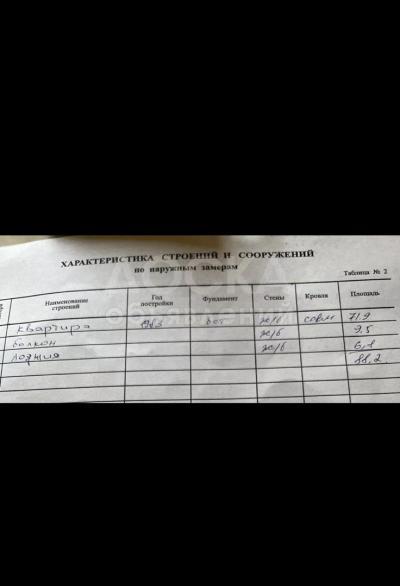 ХАРАКТЕРИСТИКА СТРОЕНИЙ И СООРУЖЕНИЙ
по наружным замерам
Таблица № 2
Наименование строений Год постройки Фундамент Стены Кровля Площадь
квартира 1983 бет ж/б совм 71.9
балкон ж/б 9.5
лоджия ж/б 6,8
88,2